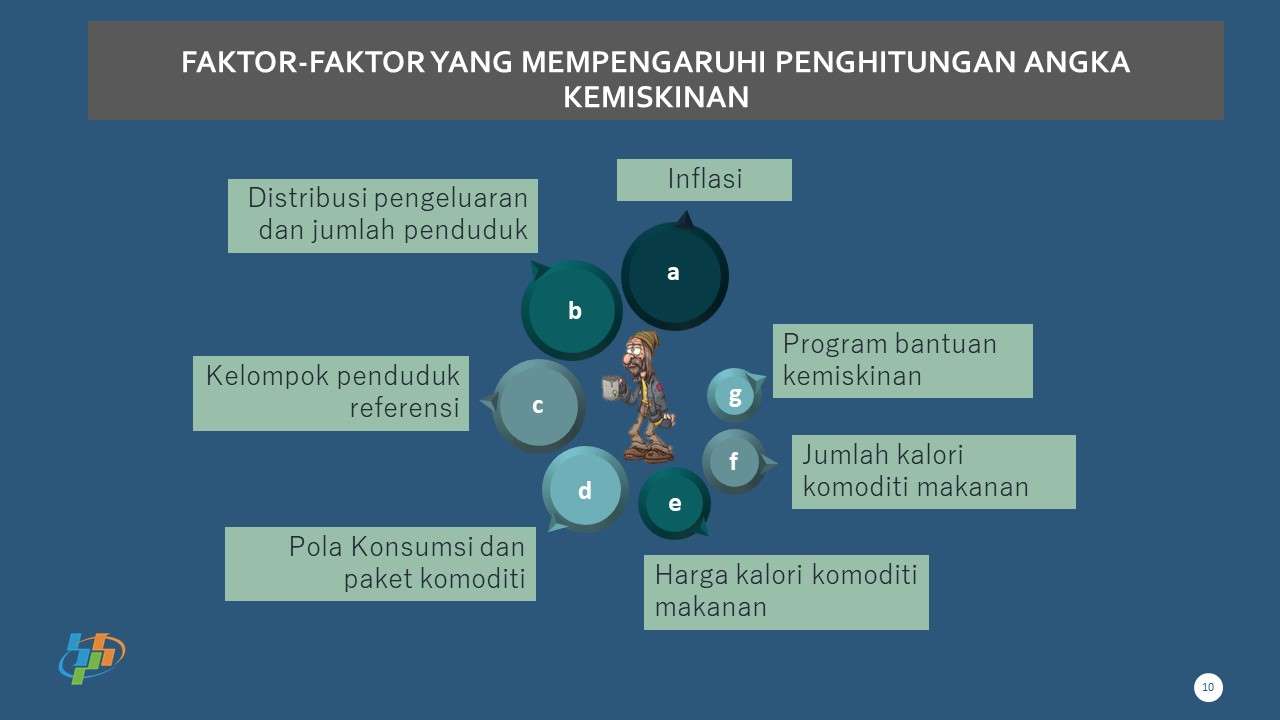 FAKTOR-FAKTOR YANG MEMPENGARUHI PENGHITUNGAN ANGKA
KEMISKINAN
Inflasi
a
Distribusi pengeluaran
dan jumlah penduduk
b
Kelompok penduduk
referensi
c
Pola Konsumsi dan
paket komoditi
d
Harga kalori komoditi
makanan
e
Jumlah kalori
komoditi makanan
f
Program bantuan
kemiskinan
g
10